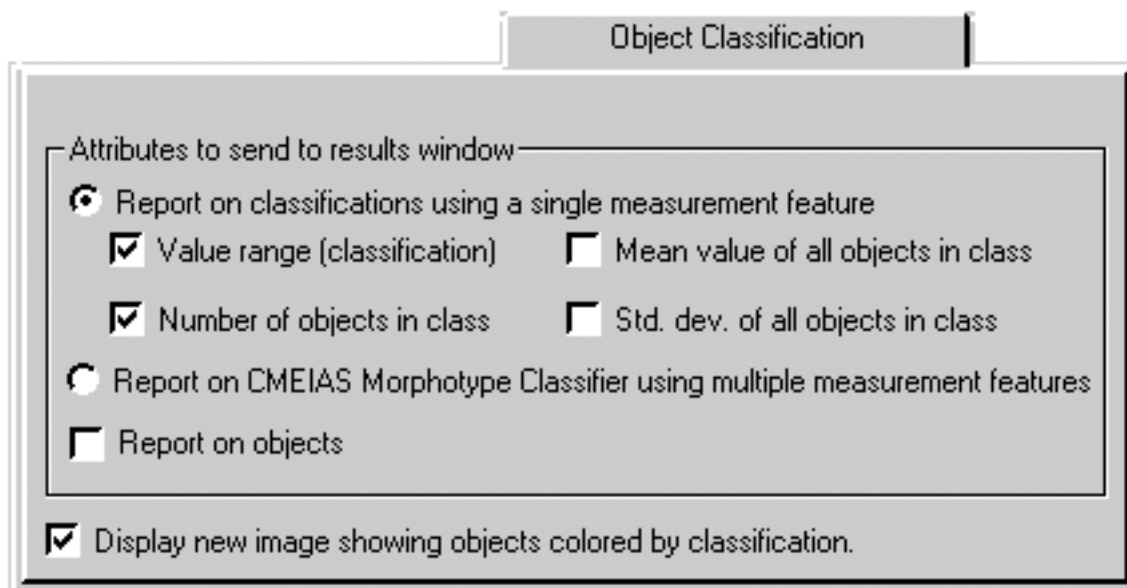 Object Classification
Attributes to send to results window
Report on classifications using a single measurement feature
Value range (classification) Mean value of all objects in class
Number of objects in class Std. dev. of all objects in class
Report on CMEIAS Morphotype Classifier using multiple measurement features
Report on objects
Display new image showing objects colored by classification.